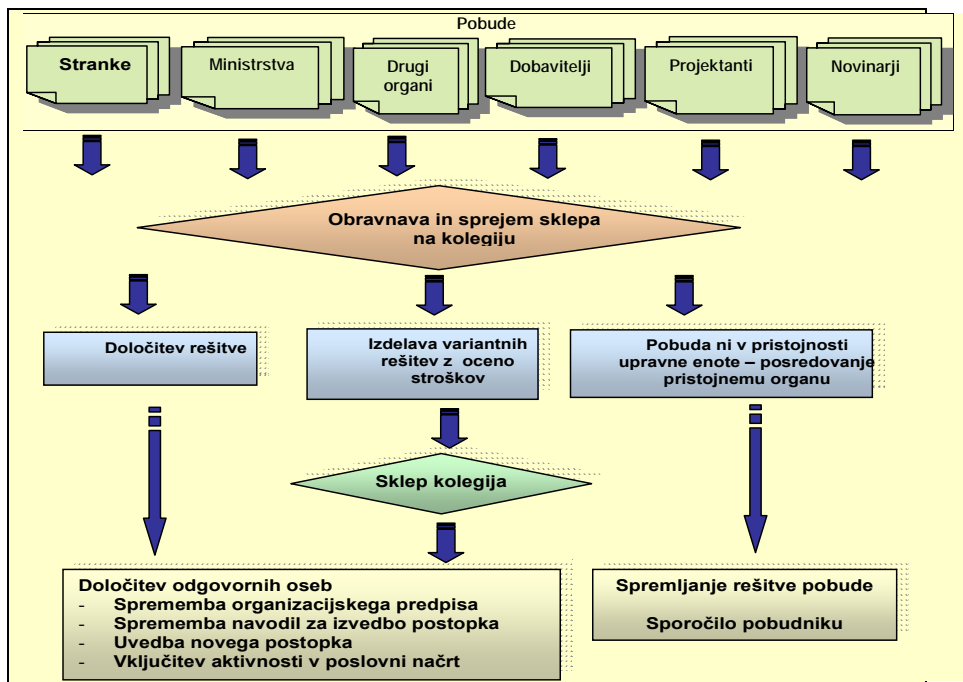 Pobude
Stranke
Ministrstva
Drugi
organi
Dobavitelji
Projektanti
Novinarji
Obravnava in sprejem sklepa
na kolegiju
Določitev rešitve
Izdelava variantnih
rešitev z oceno
stroškov
Pobuda ni v pristojnosti
upravne enote – posredovanje
pristojnemu organu
Sklep kolegija
Določitev odgovornih oseb
- Sprememba organizacijskega predpisa
- Sprememba navodil za izvedbo postopka
- Uvedba novega postopka
- Vključitev aktivnosti v poslovni načrt
Spremljanje rešitve pobude
Sporočilo pobudniku